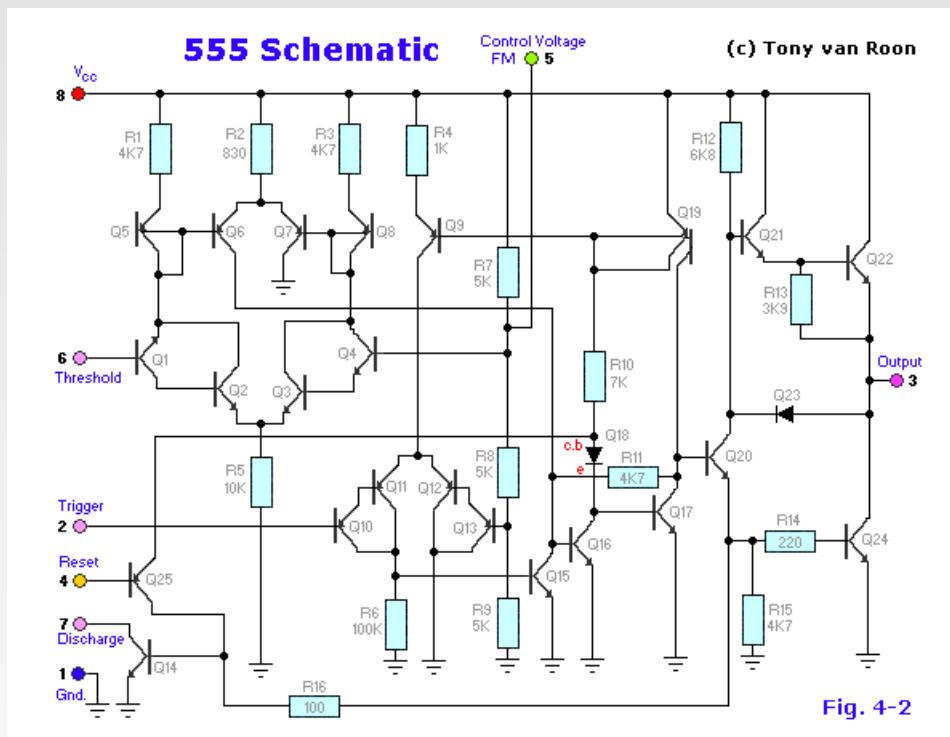 555 Schematic
Control Voltage
FM 5
(c) Tony van Roon
Vcc
8
R1
4K7
R2
830
R3
4K7
R4
1K
R12
6K8
Q5
Q6
Q7
Q8
Q9
Q19
Q21
Q22
R7
5K
R13
3K9
6
Threshold
Q1
Q2
Q3
Q4
R10
7K
Output
3
Q23
c.b
e
Q18
R11
4K7
Q20
R5
10K
R8
5K
Trigger
2
Q11
Q12
Q10
Q13
Q17
R14
220
Q24
Reset
4
Q25
Q15
Q16
7
Discharge
Q14
R6
100K
R9
5K
R15
4K7
1
Gnd.
R16
100
Fig. 4-2